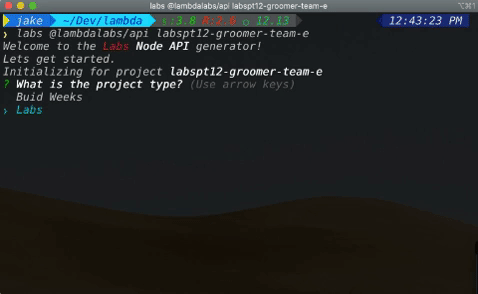 labs @lambdalabs/api labspt12-groomer-team-e
jake ~/Dev/lambda 3.8 2.6 12.13 12:43:23 PM
❯ labs @lambdalabs/api labspt12-groomer-team-e
Welcome to the Labs Node API generator!
Lets get started.
Initializing for project labspt12-groomer-team-e
? What is the project type? (Use arrow keys)
Buid Weeks
❯ Labs